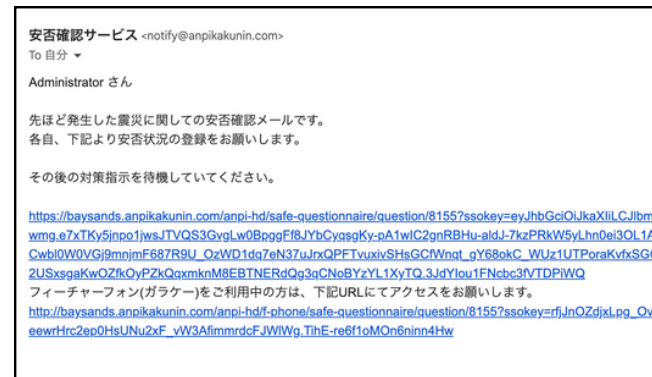 安否確認サービス <notify@anpikakunin.com>
To 自分
Administrator さん
先ほど発生した震災に関しての安否確認メールです。
各自、下記より安否状況の登録をお願いします。
その後の対策指示を待機していてください。
https://baysands.anpikakunin.com/anpi-hd/safe-questionnaire/question/8155?ssokey=eyJhbGciOiJkaXIiLCJlbm
wmg.e7xTKy5jnpo1jwsJTVQS3GvgLw0BpggFf8JYbCyqsgKy-pA1wIC2gnRBHu-aldJ-7kzPRkW5yLhn0ei3OL1A
Cwbl0W0VGj9mnjmF687R9U_OzWD1dq7eN37uJrxQPFTvuxivSHsGCfWnqt_gY68okC_WUz1UTPoraKvfxSG
2USxsgaKwOZfkOyPZkQqxmknM8EBTNERdQg3qCNoBYzYL1XyTQ.3JdYIou1FNcbc3fVTDPiWQ
フィーチャーフォン(ガラケー)をご利用中の方は、下記URLにてアクセスをお願いします。
http://baysands.anpikakunin.com/anpi-hd/f-phone/safe-questionnaire/question/8155?ssokey=rfjJnOZdjxLpg_Ov
eewrHrc2ep0HsUNu2xF_vW3AfimmrdcFJWlWg.TihE-re6f1oMOn6ninn4Hw